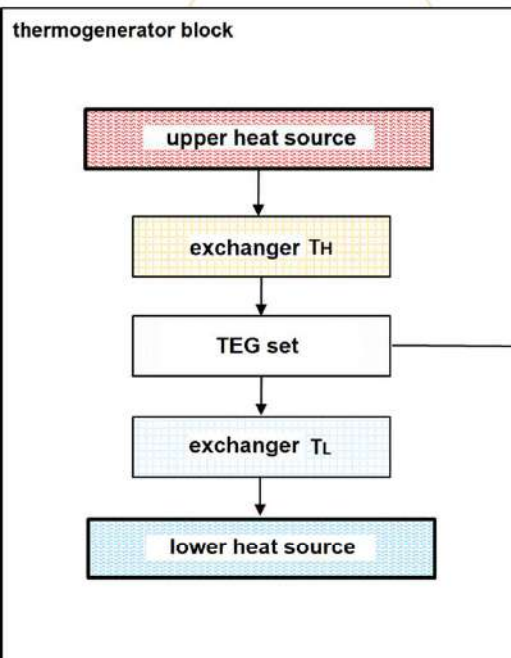 thermogenerator block
upper heat source
exchanger TH
TEG set
exchanger TL
lower heat source